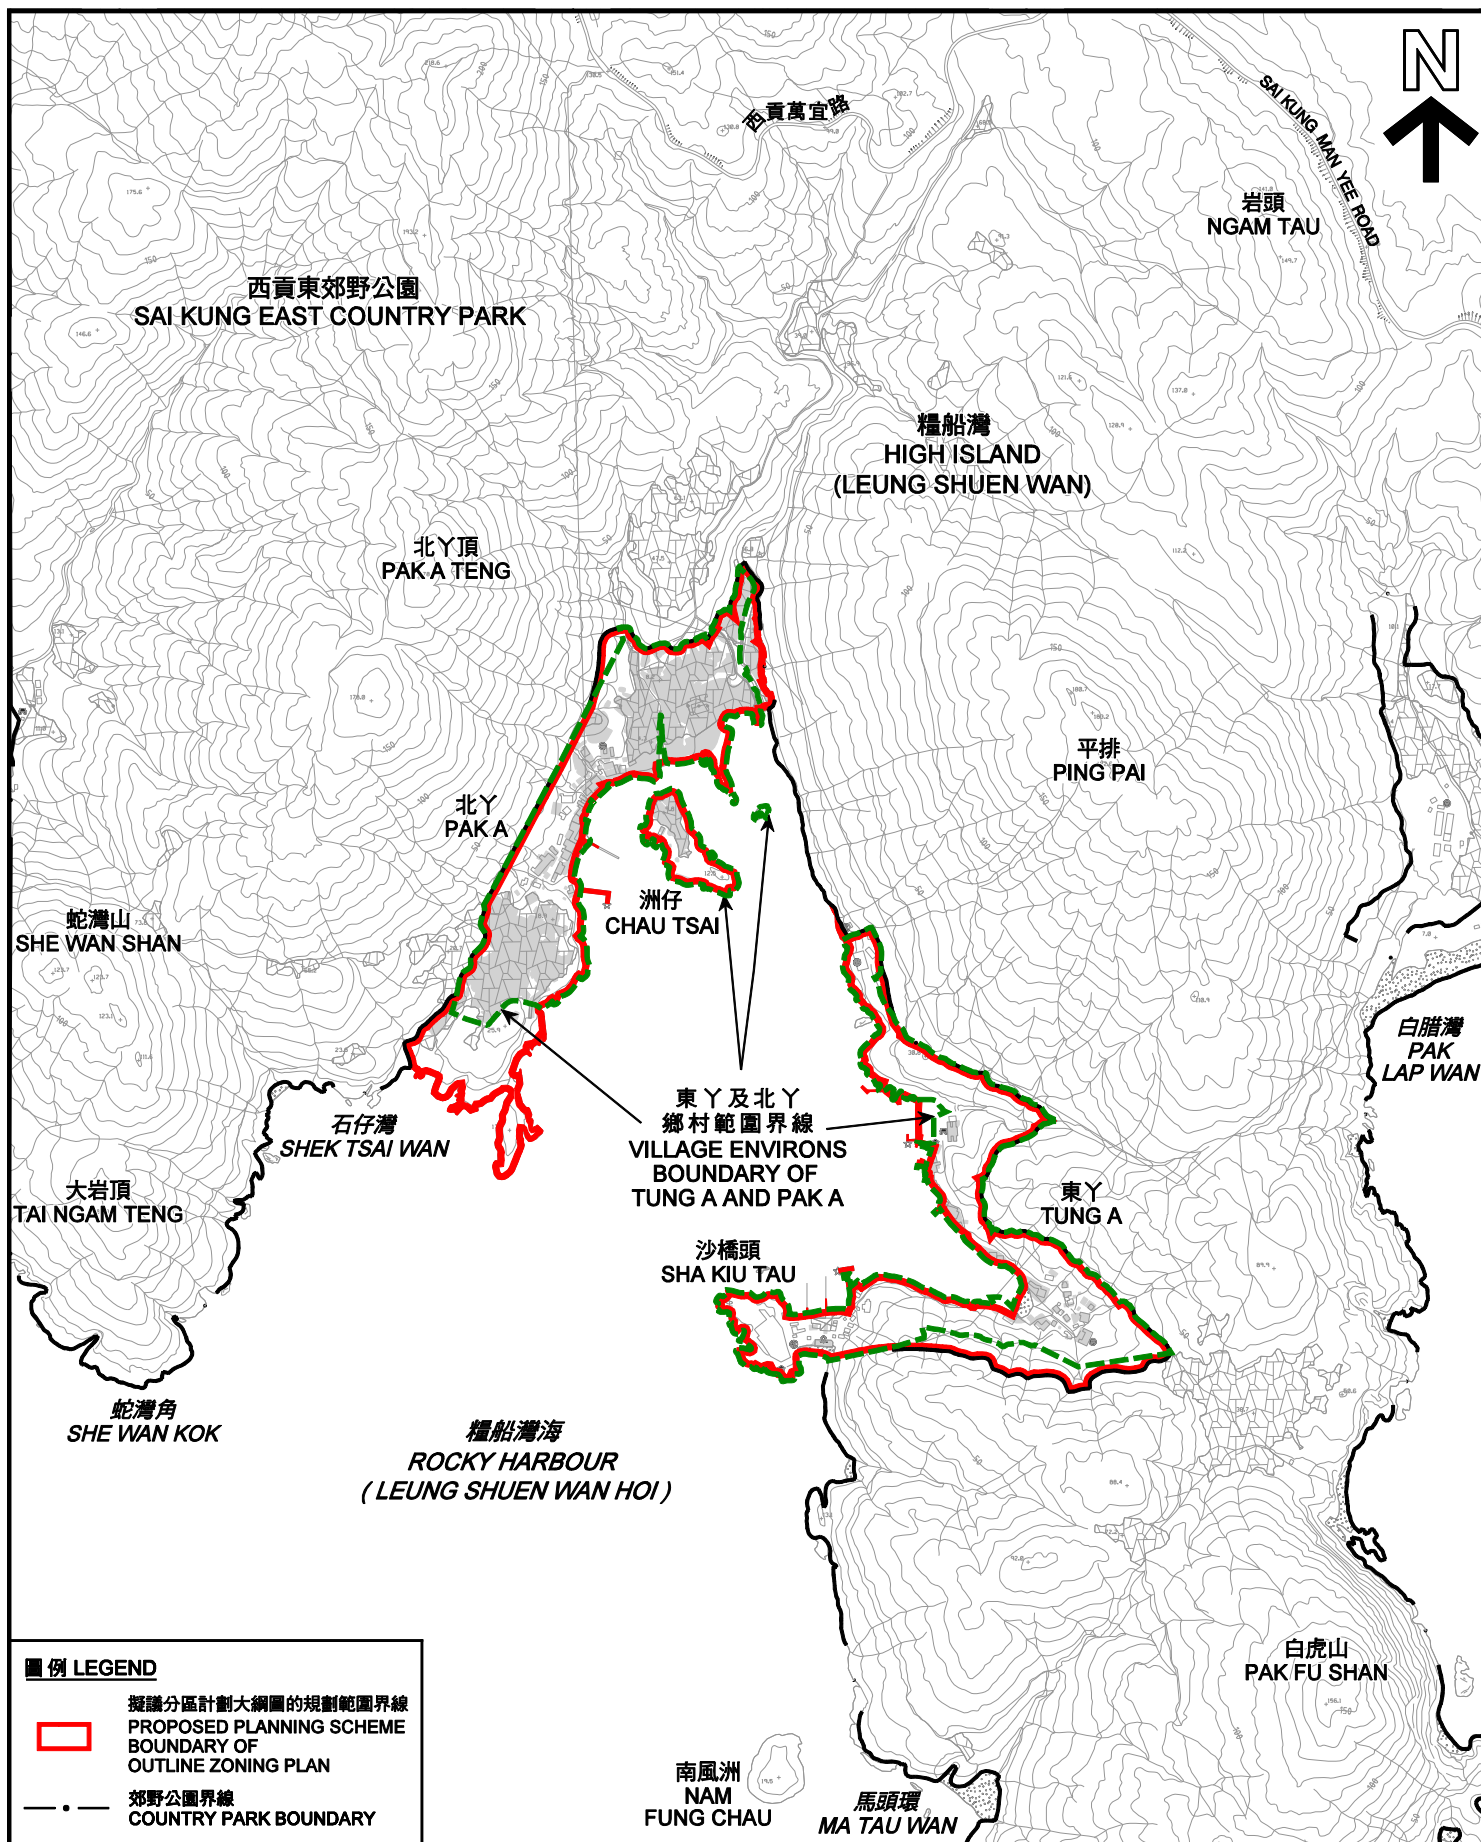 N
西貢萬宜路
SAI KUNG MAN YEE ROAD
岩頭
NGAM TAU
西貢東郊野公園
SAI KUNG EAST COUNTRY PARK
糧船灣
HIGH ISLAND
(LEUNG SHUEN WAN)
北丫頂
PAK A TENG
平排
PING PAI
北丫
PAK A
洲仔
CHAU TSAI
蛇灣山
SHE WAN SHAN
白腊灣
PAK
LAP WAN
石仔灣
SHEK TSAI WAN
東丫及北丫
鄉村範圍界線
VILLAGE ENVIRONS
BOUNDARY OF
TUNG A AND PAK A
大岩頂
TAI NGAM TENG
東丫
TUNG A
沙橋頭
SHA KIU TAU
蛇灣角
SHE WAN KOK
糧船灣海
ROCKY HARBOUR
( LEUNG SHUEN WAN HOI )
白虎山
PAK FU SHAN
南風洲
NAM
FUNG CHAU
馬頭環
MA TAU WAN
圖例 LEGEND
擬議分區計劃大綱圖的規劃範圍界線
PROPOSED PLANNING SCHEME
BOUNDARY OF
OUTLINE ZONING PLAN
郊野公園界線
COUNTRY PARK BOUNDARY